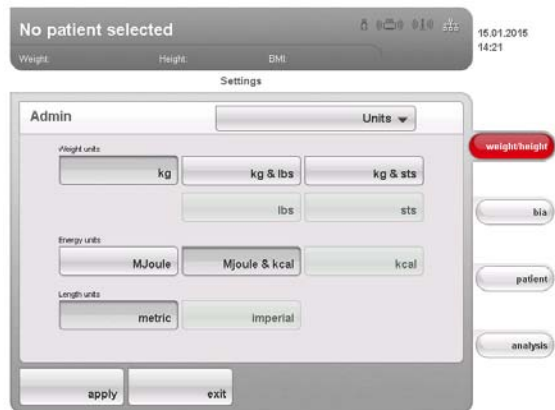 No patient selected
15.01.2015
14:21
Weight: Height: BMI:
Settings
Admin Units
Weight units
kg kg & lbs kg & sts
lbs sts
Energy units
MJoule Mjoule & kcal kcal
Length units
metric imperial
apply exit
weight/height
bia
patient
analysis